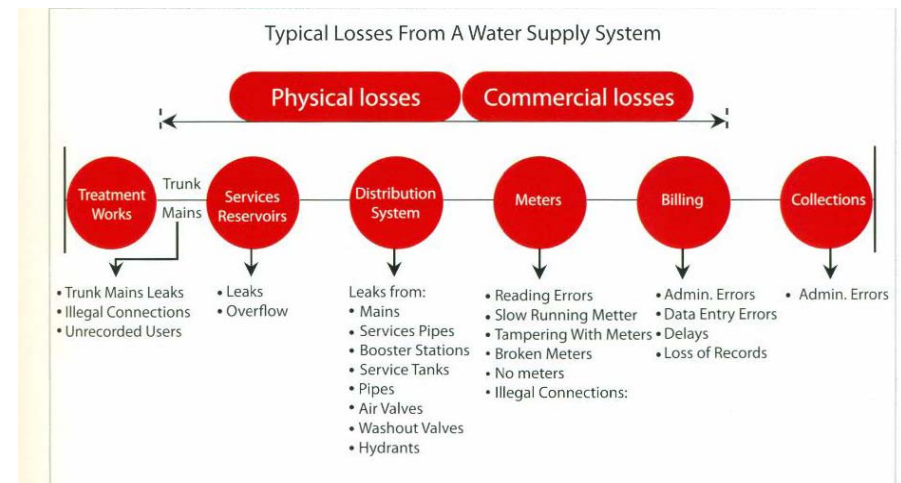 Typical Losses From A Water Supply System
Physical losses
Commercial losses
Treatment
Works
Trunk
Mains
Services
Reservoirs
Distribution
System
Meters
Billing
Collections
• Trunk Mains Leaks
• Illegal Connections
• Unrecorded Users
• Leaks
• Overflow
Leaks from:
• Mains
• Services Pipes
• Booster Stations
• Service Tanks
• Pipes
• Air Valves
• Washout Valves
• Hydrants
• Reading Errors
• Slow Running Metter
• Tampering With Meters
• Broken Meters
• No meters
• Illegal Connections:
• Admin. Errors
• Data Entry Errors
• Delays
• Loss of Records
• Admin. Errors